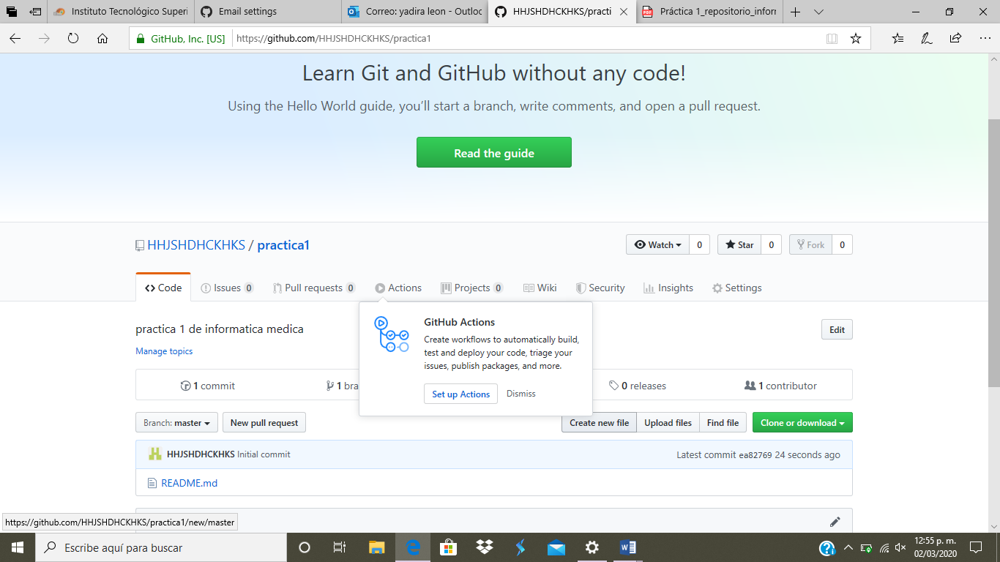 Instituto Tecnológico Superi
Email settings
Correo: yadira leon - Outloo
HHJSHDHCKHKS/practi
Práctica 1_repositorio_inforr
GitHub, Inc. [US]
https://github.com/HHJSHDHCKHKS/practica1
Learn Git and GitHub without any code!
Using the Hello World guide, you’ll start a branch, write comments, and open a pull request.
Read the guide
HHJSHDHCKHKS / practica1
Watch 0
Star 0
Fork 0
Code
Issues 0
Pull requests 0
Actions
Projects 0
Wiki
Security
Insights
Settings
practica 1 de informatica medica
Edit
Manage topics
GitHub Actions
Create workflows to automatically build,
test and deploy your code, triage your
issues, publish packages, and more.
Set up Actions
Dismiss
1 commit
1 bra
0 releases
1 contributor
Branch: master
New pull request
Create new file
Upload files
Find file
Clone or download
HHJSHDHCKHKS Initial commit
Latest commit ea82769 24 seconds ago
README.md
https://github.com/HHJSHDHCKHKS/practica1/new/master
Escribe aquí para buscar
12:55 p. m.
02/03/2020